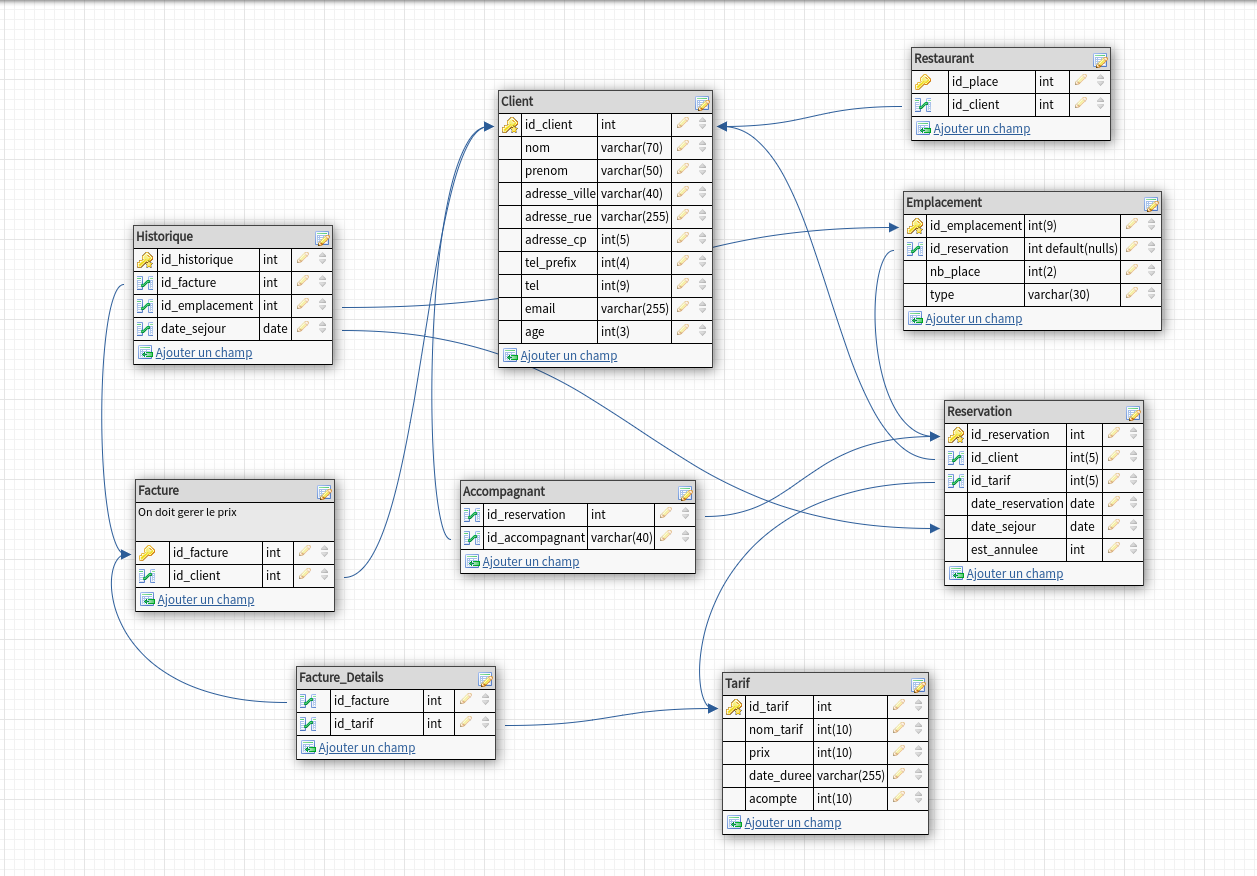 Restaurant
id_place int
id_client int
Ajouter un champ
Client
id_client int
nom varchar(70)
prenom varchar(50)
adresse_ville varchar(40)
adresse_rue varchar(255)
adresse_cp int(5)
tel_prefix int(4)
tel int(9)
email varchar(255)
age int(3)
Ajouter un champ
Emplacement
id_emplacement int(9)
id_reservation int default(nulls)
nb_place int(2)
type varchar(30)
Ajouter un champ
Historique
id_historique int
id_facture int
id_emplacement int
date_sejour date
Ajouter un champ
Reservation
id_reservation int
id_client int(5)
id_tarif int(5)
date_reservation date
date_sejour date
est_annulee int
Ajouter un champ
Facture
On doit gerer le prix
id_facture int
id_client int
Ajouter un champ
Accompagnant
id_reservation int
id_accompagnant varchar(40)
Ajouter un champ
Facture_Details
id_facture int
id_tarif int
Ajouter un champ
Tarif
id_tarif int
nom_tarif int(10)
prix int(10)
date_duree varchar(255)
acompte int(10)
Ajouter un champ